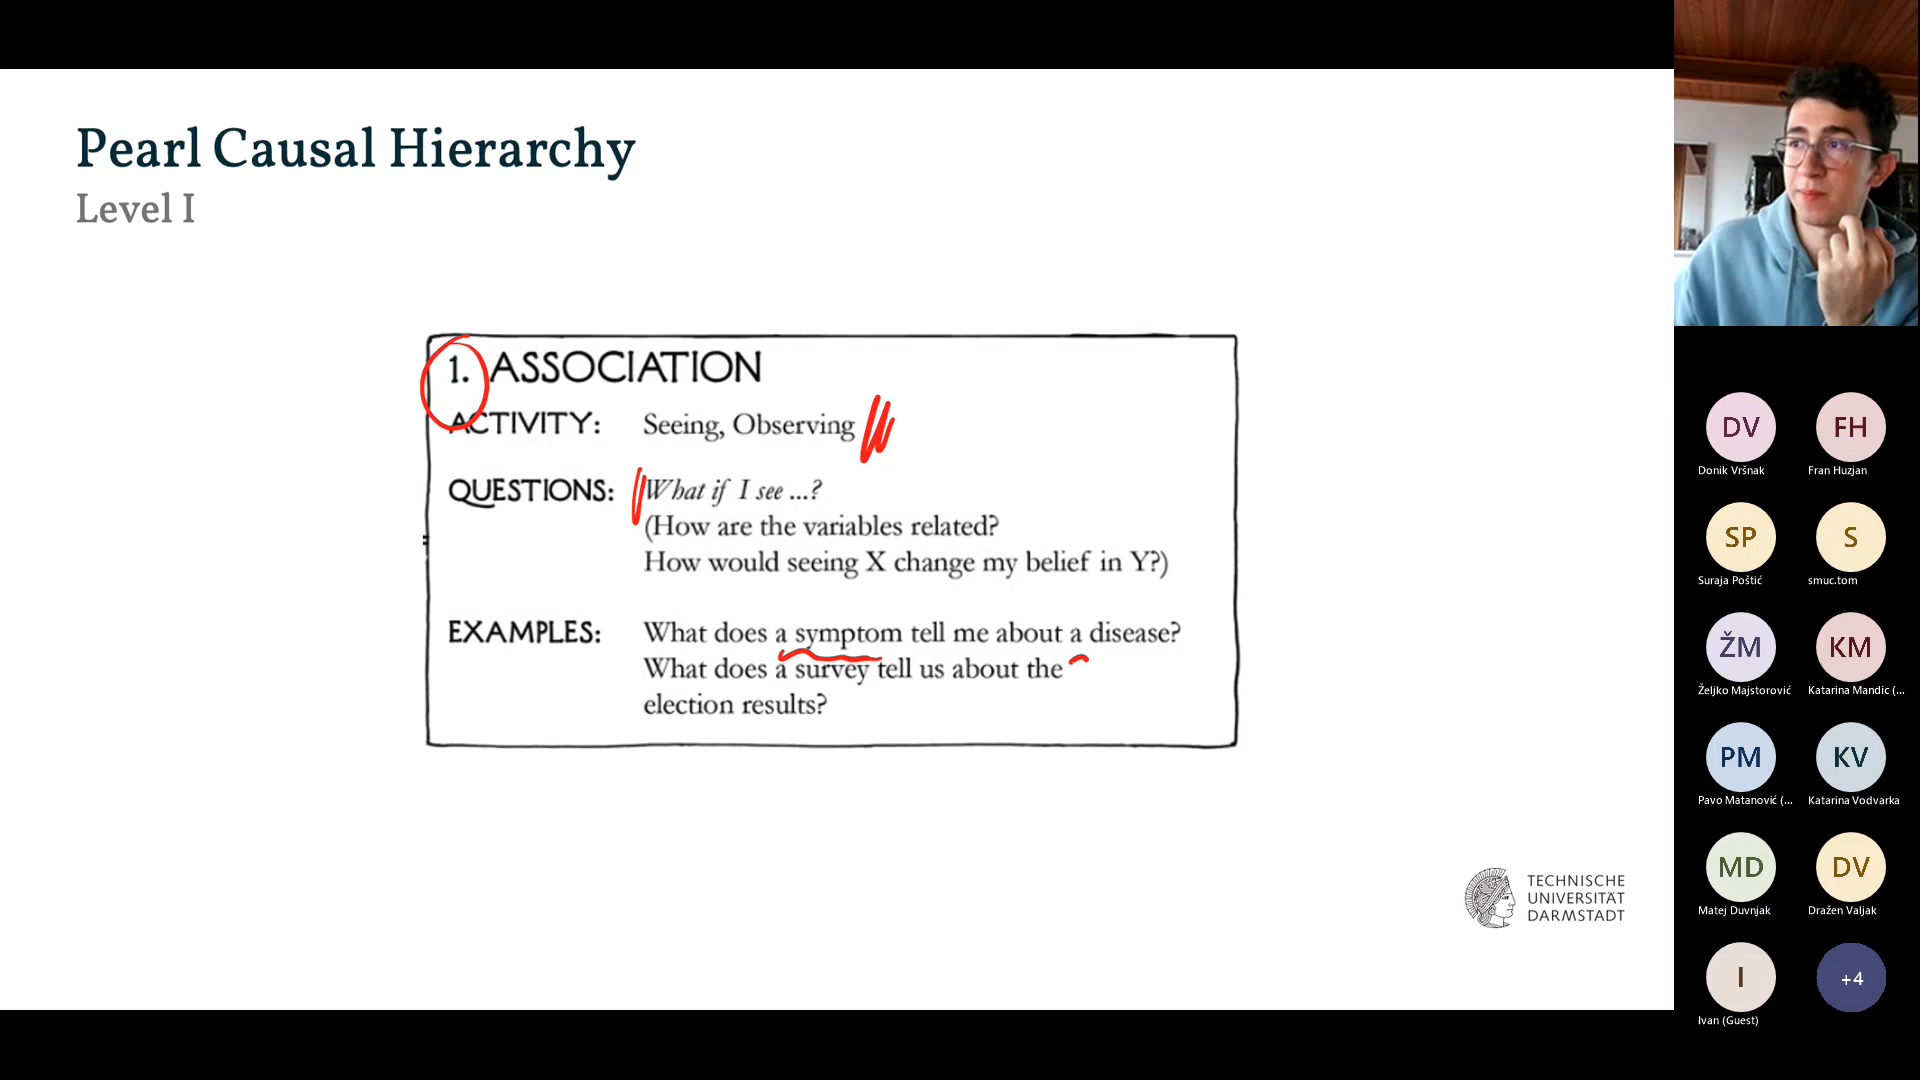 Pearl Causal Hierarchy
Level I
1. ASSOCIATION
ACTIVITY: Seeing, Observing
QUESTIONS: What if I see ...?
(How are the variables related?
How would seeing X change my belief in Y?)
EXAMPLES: What does a symptom tell me about a disease?
What does a survey tell us about the
election results?
TECHNISCHE
UNIVERSITÄT
DARMSTADT
DV FH
Donik Vršnak Fran Huzjan
SP S
Suraja Poštić smuc.tom
ŽM KM
Željko Majstorović Katarina Mandic (...
PM KV
Pavo Matanović (... Katarina Vodvarka
MD DV
Matej Duvnjak Dražen Valjak
I +4
Ivan (Guest)